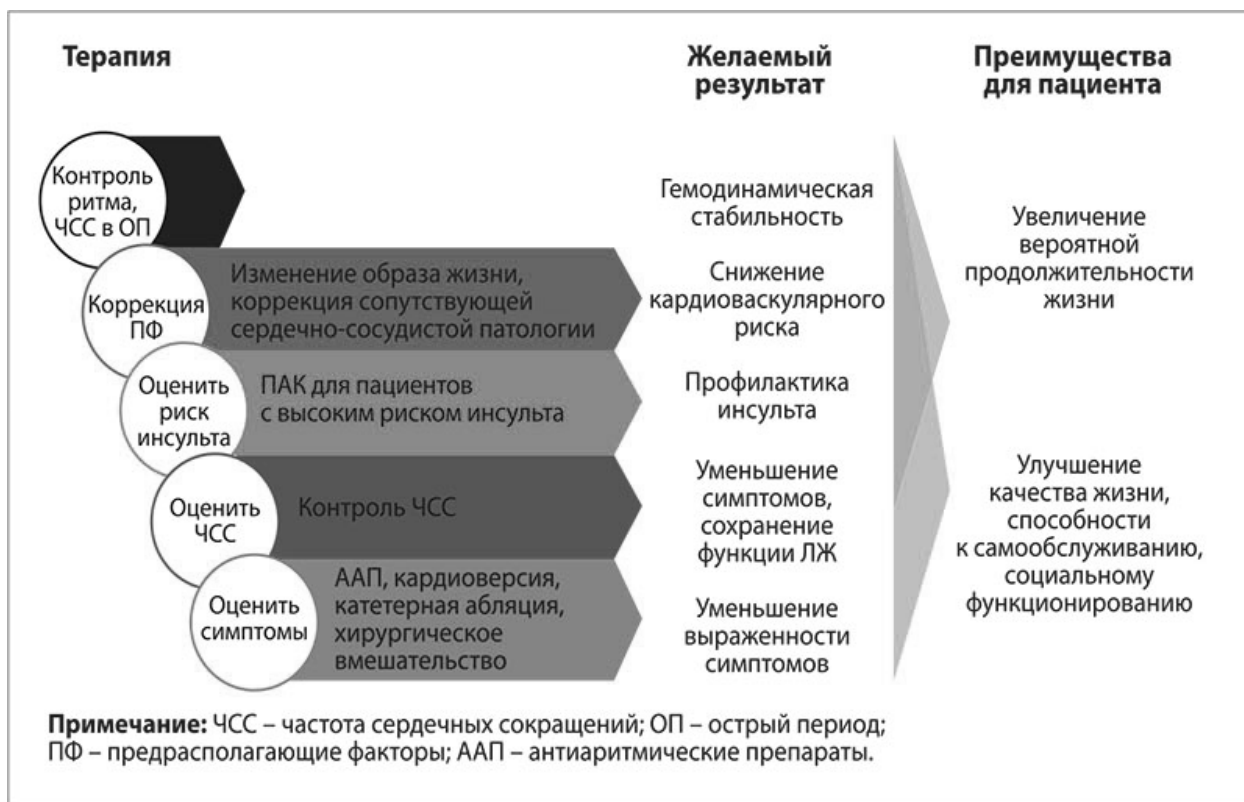 Терапия
Желаемый
результат
Преимущества
для пациента
Контроль
ритма,
ЧСС в ОП
Гемодинамическая
стабильность
Коррекция
ПФ
Изменение образа жизни,
коррекция сопутствующей
сердечно-сосудистой патологии
Снижение
кардиоваскулярного
риска
Оценить
риск
инсульта
ПАК для пациентов
с высоким риском инсульта
Профилактика
инсульта
Оценить
ЧСС
Контроль ЧСС
Уменьшение
симптомов,
сохранение
функции ЛЖ
Оценить
симптомы
ААП, кардиоверсия,
катетерная абляция,
хирургическое
вмешательство
Уменьшение
выраженности
симптомов
Увеличение
вероятной
продолжительности
жизни
Улучшение
качества жизни,
способности
к самообслуживанию,
социальному
функционированию
Примечание: ЧСС – частота сердечных сокращений; ОП – острый период;
ПФ – предрасполагающие факторы; ААП – антиаритмические препараты.